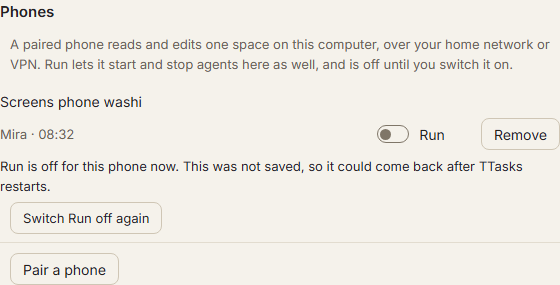 Phones
A paired phone reads and edits one space on this computer, over your home network or
VPN. Run lets it start and stop agents here as well, and is off until you switch it on.
Screens phone washi
Mira · 08:32
Run
Remove
Run is off for this phone now. This was not saved, so it could come back after TTasks
restarts.
Switch Run off again
Pair a phone